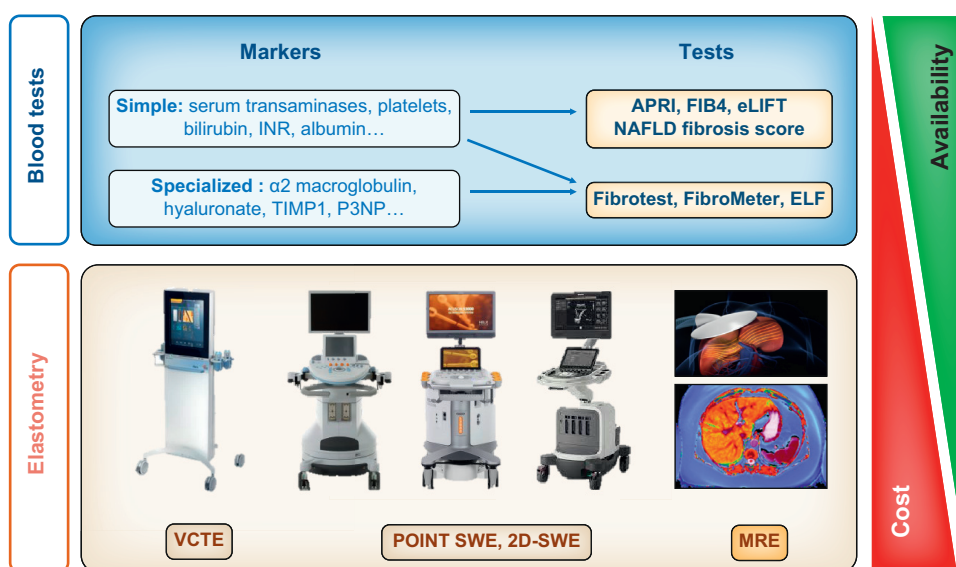 Blood tests
Markers
Tests
Simple: serum transaminases, platelets,
bilirubin, INR, albumin…
APRI, FIB4, eLIFT
NAFLD fibrosis score
Specialized : α2 macroglobulin,
hyaluronate, TIMP1, P3NP…
Fibrotest, FibroMeter, ELF
Availability
Cost
Elastometry
VCTE
POINT SWE, 2D-SWE
MRE